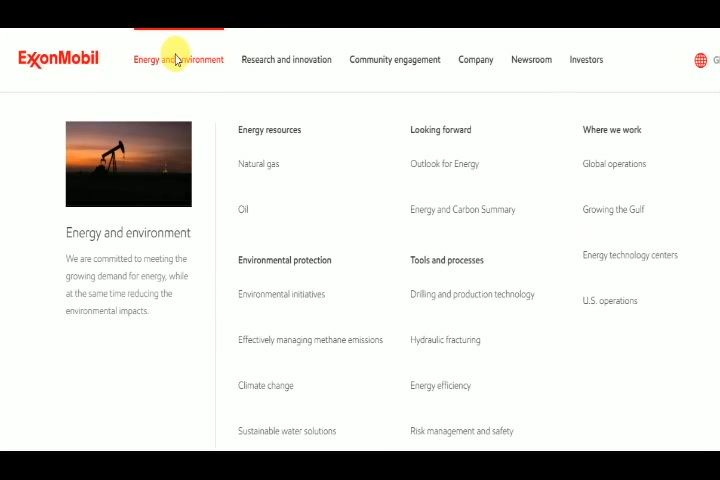 ExxonMobil
Energy and environment
Research and innovation
Community engagement
Company
Newsroom
Investors
Energy and environment
We are committed to meeting the
growing demand for energy, while
at the same time reducing the
environmental impacts.
Energy resources
Natural gas
Oil
Environmental protection
Environmental initiatives
Effectively managing methane emissions
Climate change
Sustainable water solutions
Looking forward
Outlook for Energy
Energy and Carbon Summary
Tools and processes
Drilling and production technology
Hydraulic fracturing
Energy efficiency
Risk management and safety
Where we work
Global operations
Growing the Gulf
Energy technology centers
U.S. operations